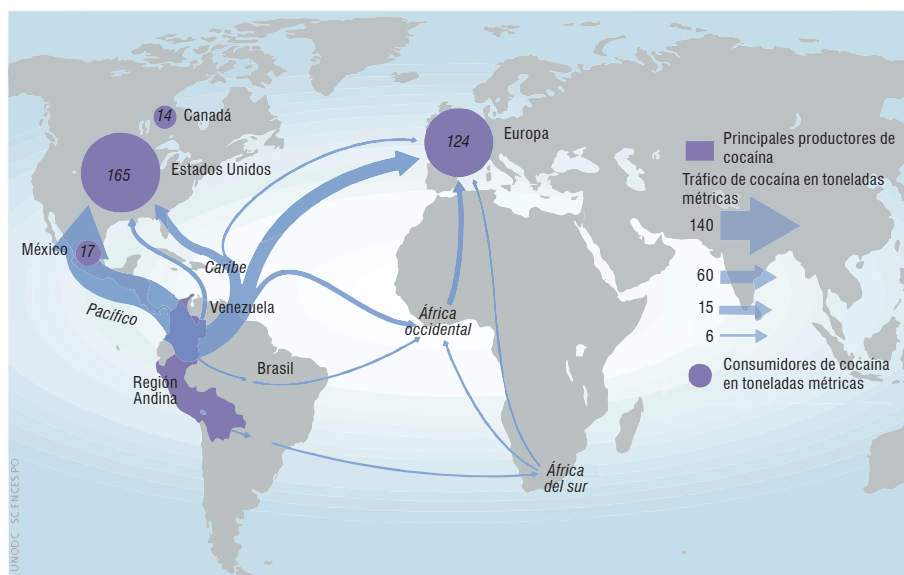 14 Canadá
165
Estados Unidos
124
Europa
México
17
Caribe
Pacífico
Venezuela
África
occidental
Brasil
Región
Andina
África
del sur
Principales productores de
cocaína
Tráfico de cocaína en toneladas
métricas
140
60
15
6
Consumidores de cocaína
en toneladas métricas
UNODC SC ENCES PO